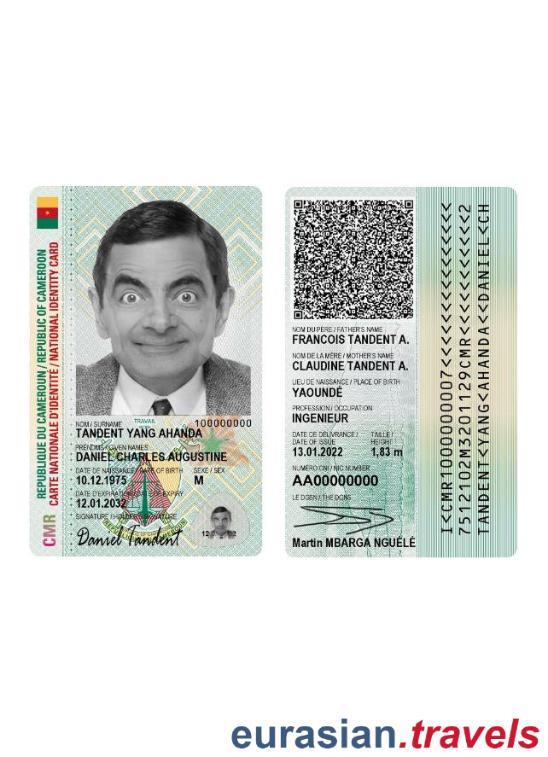 REPUBLIQUE DU CAMEROUN / REPUBLIC OF CAMEROON
CARTE NATIONALE D'IDENTITÉ / NATIONAL IDENTITY CARD
CMR
NOM / SURNAME
TRAVAIL
100000000
TANDENT YANG AHANDA
PRÉNOMS / GIVEN NAMES
DANIEL CHARLES AUGUSTINE
DATE DE NAISSANCE / DATE OF BIRTH SEXE / SEX
10.12.1975 M
DATE D'EXPIRATION / DATE OF EXPIRY
12.01.2032
SIGNATURE / HOLDER'S SIGNATURE
Daniel Tandent
NOM DU PÈRE / FATHER'S NAME
FRANCOIS TANDENT A.
NOM DE LA MÈRE / MOTHER'S NAME
CLAUDINE TANDENT A.
LIEU DE NAISSANCE / PLACE OF BIRTH
YAOUNDÉ
PROFESSION / OCCUPATION
INGENIEUR
DATE DE DÉLIVRANCE / TAILLE /
DATE OF ISSUE HEIGHT
13.01.2022 1,83 m
NUMÉRO CNI / NIC NUMBER
AA00000000
LE DGSN / THE DGNS
Martin MBARGA NGUÉLÉ
I<CMR1000000007<<<<<<<<<<<<<<<
7512102M3201129CMR<<<<<<<<<<<2
TANDENT<YANG<AHANDA<<DANIEL<CH
eurasian.travels